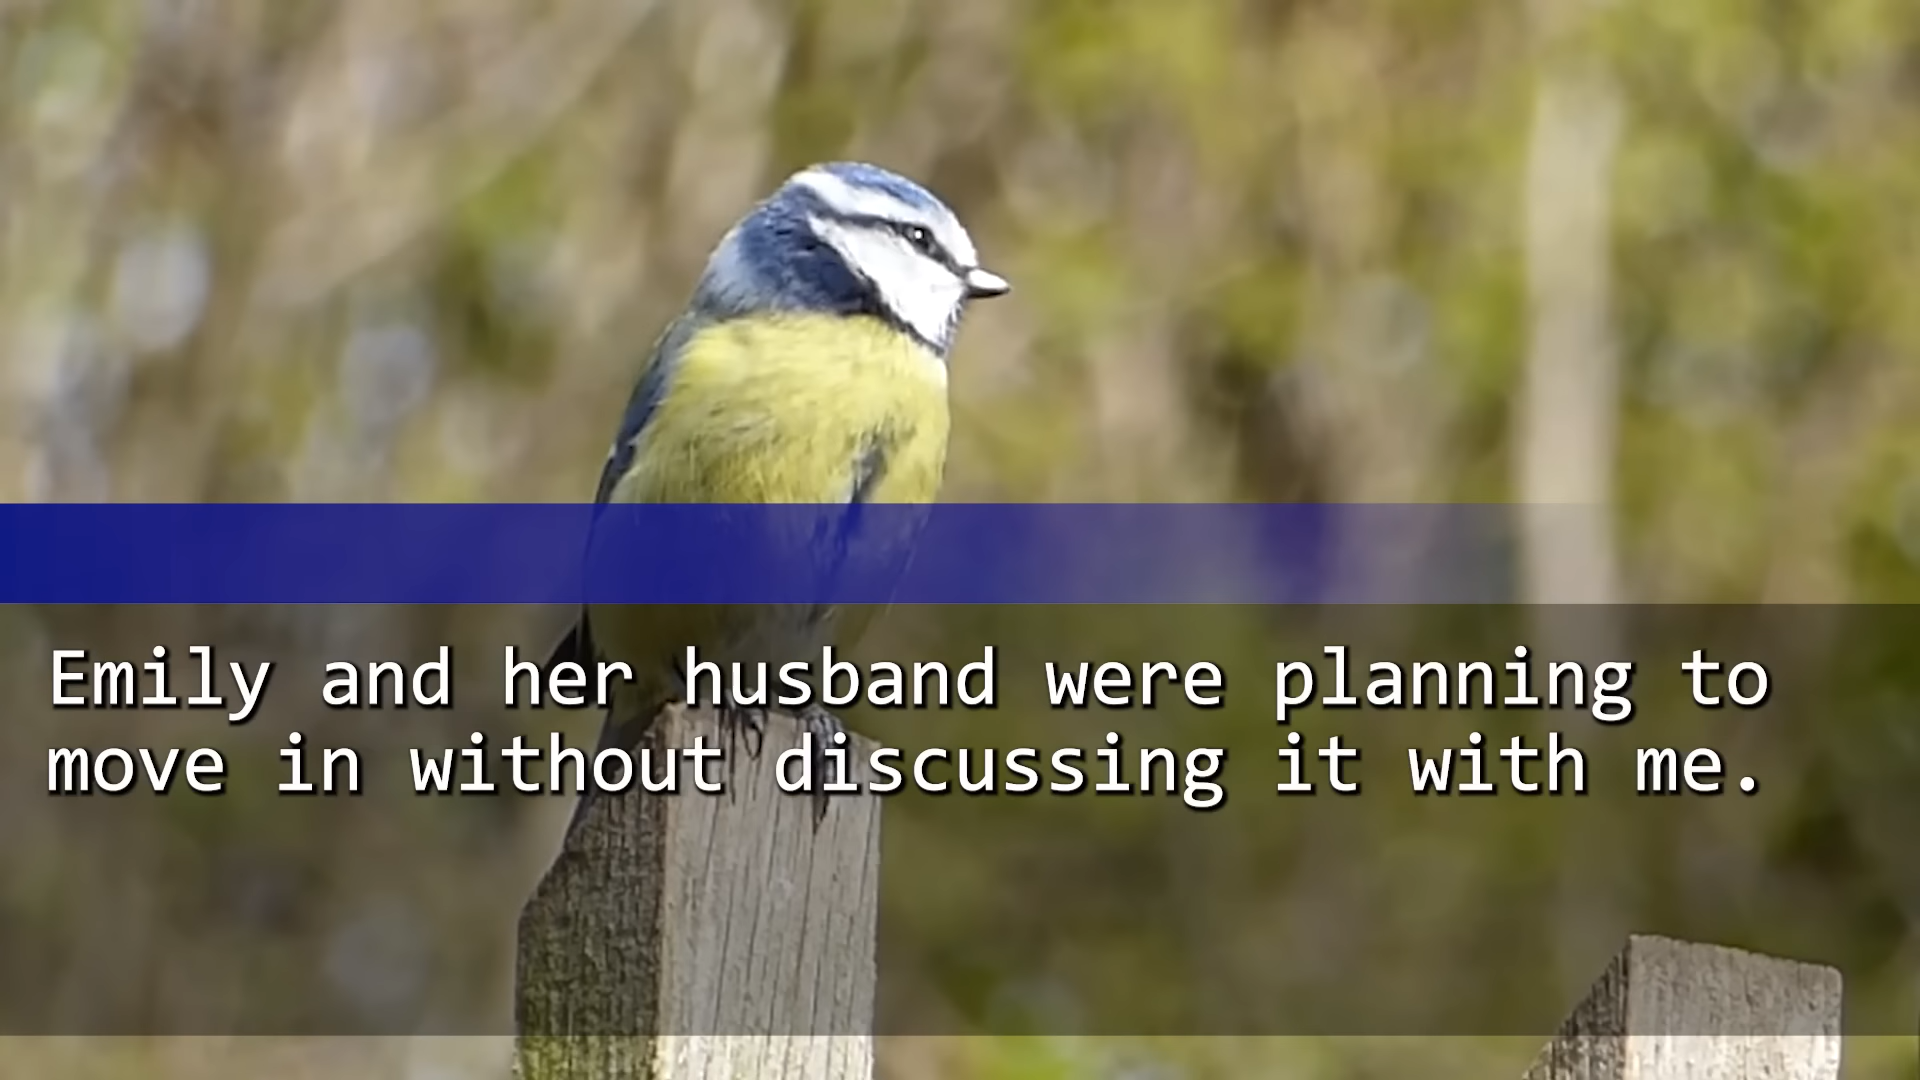 Emily and her husband were planning to
move in without discussing it with me.